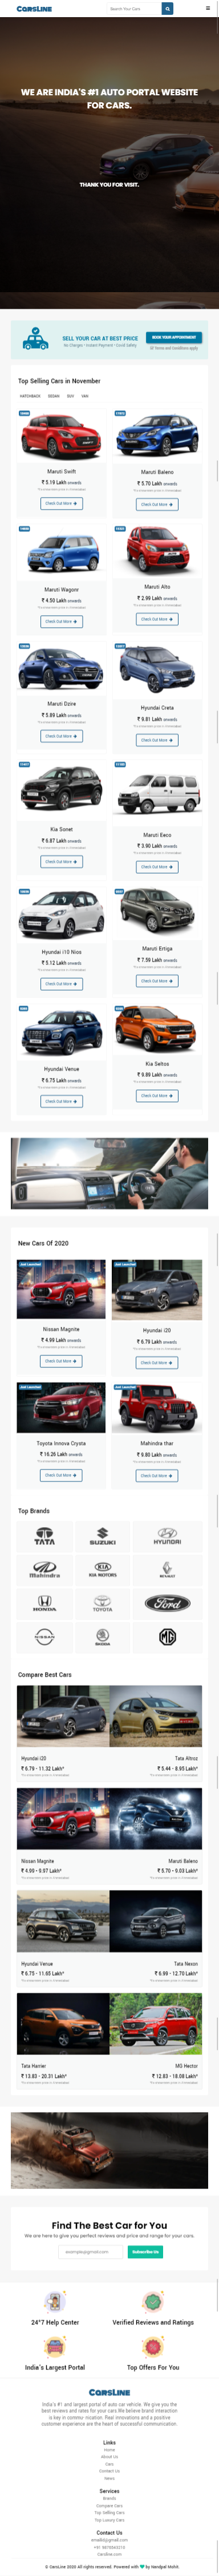 CARSLINE
Search Your Cars
WE ARE INDIA'S #1 AUTO PORTAL WEBSITE
FOR CARS.
THANK YOU FOR VISIT.
SELL YOUR CAR AT BEST PRICE
No Charges • Instant Payment •
BOOK YOUR APPOINTMENT
Terms and Conditions apply
Top Selling Cars in November
HATCHBACK SEDAN SUV VAN
Maruti Swift
₹ 5.19 Lakh onwards
Check Out More
Maruti Baleno
₹ 5.70 Lakh onwards
Check Out More
Maruti Wagonr
₹ 4.50 Lakh onwards
Check Out More
Maruti Alto
₹ 2.99 Lakh onwards
Check Out More
Maruti Dzire
₹ 5.89 Lakh onwards
Check Out More
Hyundai Creta
₹ 9.81 Lakh onwards
Check Out More
Kia Sonet
₹ 6.87 Lakh onwards
Check Out More
Maruti Eeco
₹ 3.90 Lakh onwards
Check Out More
Hyundai i10 Nios
₹ 5.12 Lakh onwards
Check Out More
Maruti Ertiga
₹ 7.59 Lakh onwards
Check Out More
Hyundai Venue
₹ 6.75 Lakh onwards
Check Out More
Kia Seltos
₹ 9.89 Lakh onwards
Check Out More
New Cars Of 2020
Just Launched
Nissan Magnite
₹ 4.99 Lakh onwards
Check Out More
Just Launched
Hyundai i20
₹ 6.79 Lakh onwards
Check Out More
Just Launched
Toyota Innova Crysta
₹ 16.26 Lakh onwards
Check Out More
Just Launched
Mahindra thar
₹ 9.80 Lakh onwards
Check Out More
Top Brands
TATA
SUZUKI
HYUNDAI
Mahindra
KIA MOTORS
RENAULT
HONDA
TOYOTA
Ford
NISSAN
SKODA
MG
Compare Best Cars
Hyundai i20
₹ 6.79 - 11.32 Lakh*
Tata Altroz
₹ 5.44 - 8.95 Lakh*
Nissan Magnite
₹ 4.99 - 9.97 Lakh*
Maruti Baleno
₹ 5.70 - 9.03 Lakh*
Hyundai Venue
₹ 6.75 - 11.65 Lakh*
Tata Nexon
₹ 6.99 - 12.70 Lakh*
Tata Harrier
₹ 13.83 - 20.31 Lakh*
MG Hector
₹ 12.83 - 18.08 Lakh*
Find The Best Car for You
We are here to give you perfect reviews and price and range for your cars.
example@gmail.com
Subscribe Us
24*7 Help Center
Verified Reviews and Ratings
India's Largest Portal
Top Offers For You
CARSLINE
India's #1 and largest portal of auto car vehicle. We give you the
best reviews and rates for your cars.We believe brand interaction
is key in communication. Real innovations and a positive
customer experience are the heart of successful communication.
Links
Home
About Us
Cars
Contact Us
News
Services
Brands
Compare Cars
Top Selling Cars
Top Luxury Cars
Contact Us
Carsline.com
© CarsLine 2020 All rights reserved. Powered with by Nandpal Mohit.